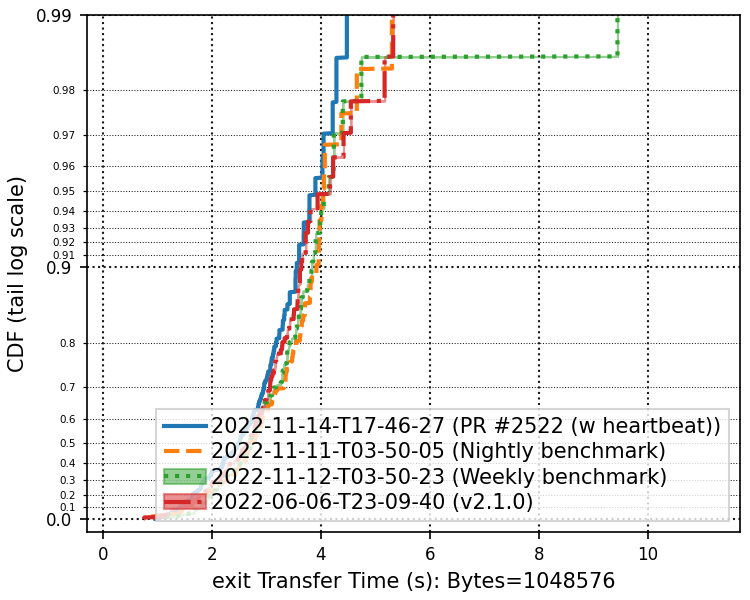 0.99
0.98
0.97
0.96
0.95
0.94
0.93
0.92
0.91
0.9
0.8
0.7
0.6
0.5
0.4
0.3
0.2
0.1
0.0
CDF (tail log scale)
2022-11-14-T17-46-27 (PR #2522 (w heartbeat))
2022-11-11-T03-50-05 (Nightly benchmark)
2022-11-12-T03-50-23 (Weekly benchmark)
2022-06-06-T23-09-40 (v2.1.0)
0 2 4 6 8 10
exit Transfer Time (s): Bytes=1048576